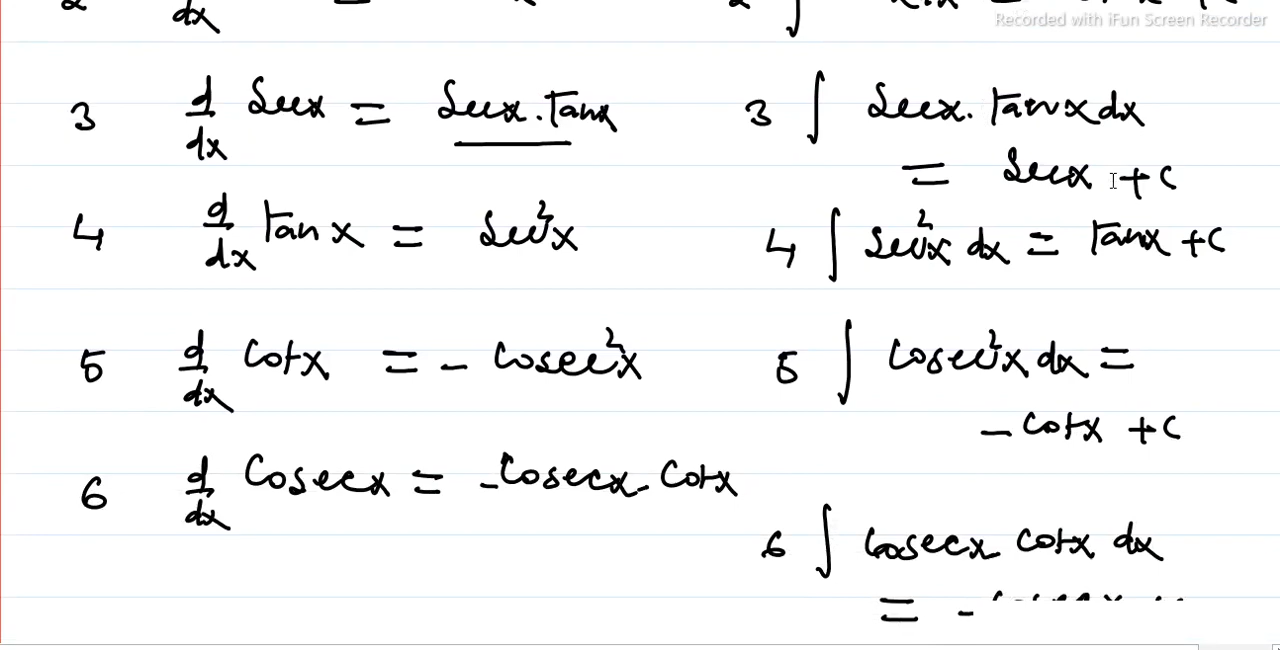 Recorded with iFun Screen Recorder
dx
3 d/dx Secx = Secx . Tanx
3 ∫ Secx . Tanx dx
= Secx + c
4 d/dx Tanx = Sec²x
4 ∫ Sec²x dx = Tanx + c
5 d/dx Cotx = - Cosec²x
5 ∫ Cosec²x dx =
- Cotx + c
6 d/dx Cosecx = -Cosecx . Cotx
6 ∫ Cosecx Cotx dx
= -